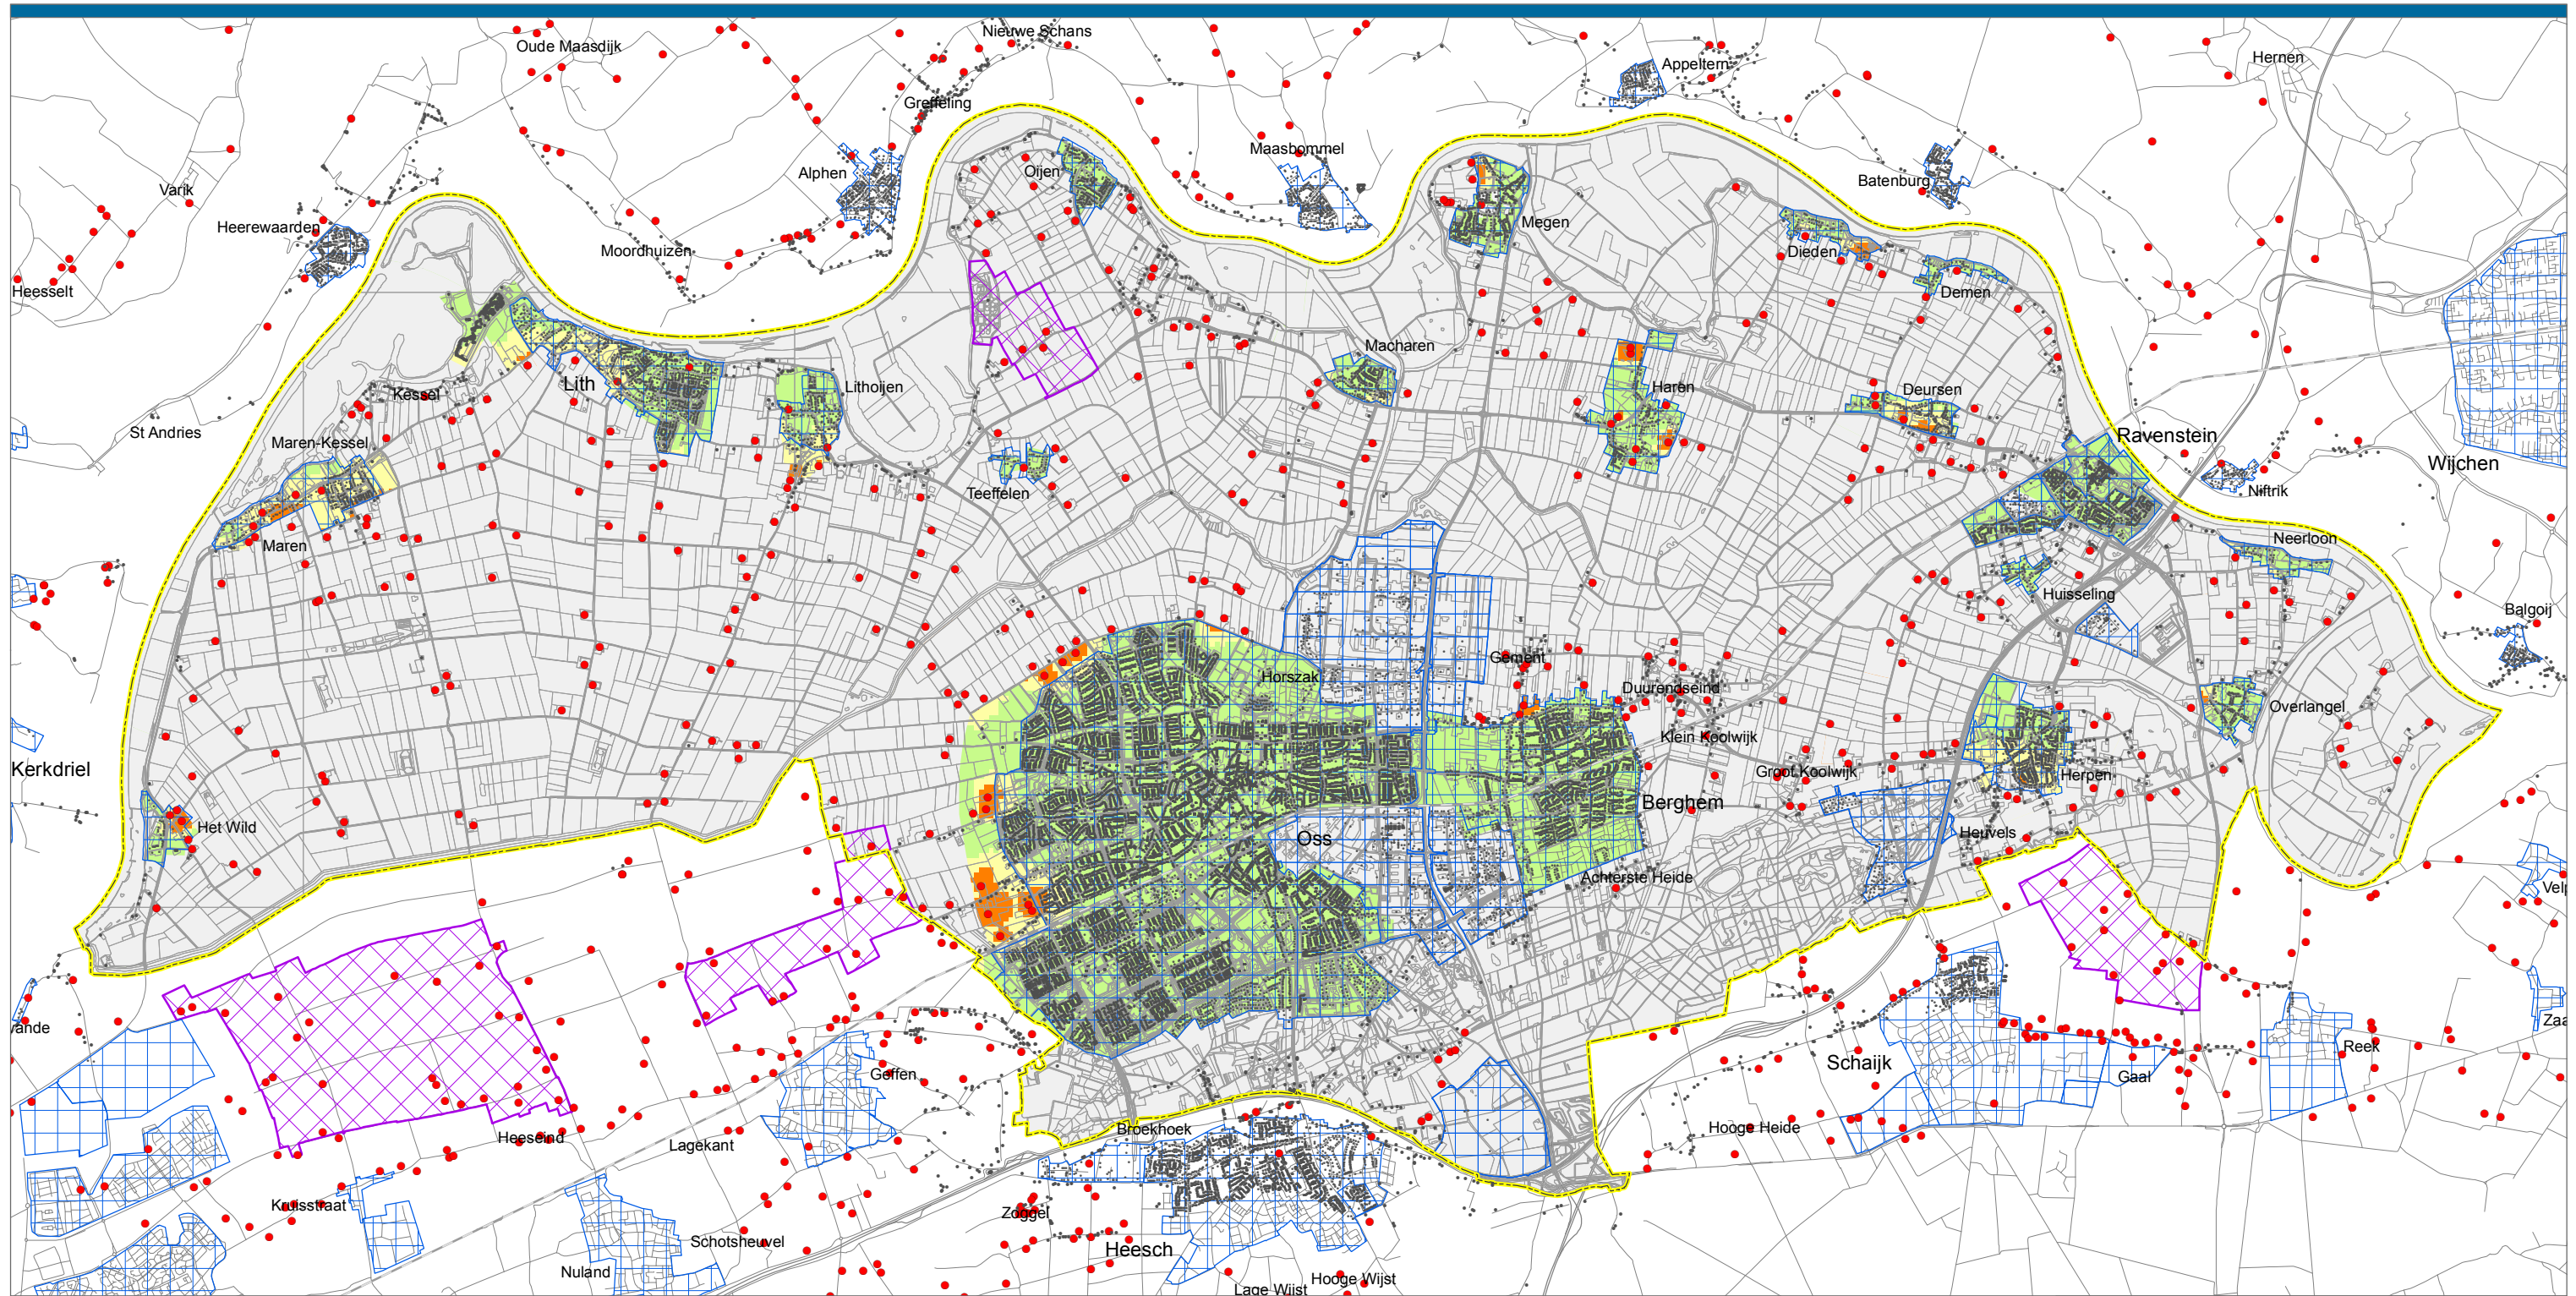 Nieuwe Schans
Oude Maasdijk
Hernen
Appeltern
Greffeling
Maasbommel
Alphen
Oijen
Batenburg
Varik
Heerewaarden
Megen
Moordhuizen
Dieden
Heesselt
Demen
Macharen
Lith
Lithoijen
Haren
Deursen
Kessel
St Andries
Ravenstein
Maren-Kessel
Wijchen
Teeffelen
Niftrik
Neerloon
Maren
Huisseling
Balgoij
Gement
Horszak
Duurendseind
Overlangel
Klein Koolwijk
Kerkdriel
Groot Koolwijk
Herpen
Berghem
Het Wild
Heuvels
Oss
Achterste Heide
Velp
Zaa
Reek
Schaijk
Geffen
Gaal
Broekhoek
Hooge Heide
Heeseind
Lagekant
Kruisstraat
Zoggel
Schotsheuvel
Heesch
Nuland
Hooge Wijst
Lage Wijst